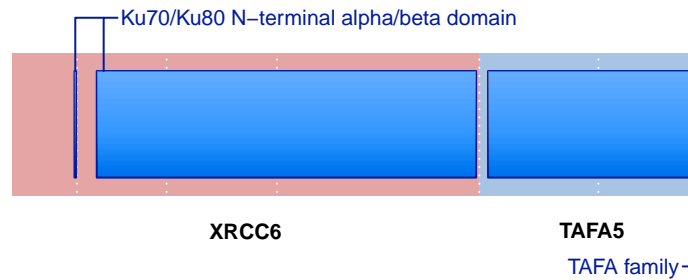 Ku70/Ku80 N−terminal alpha/beta domain
XRCC6
TAFA5
TAFA family